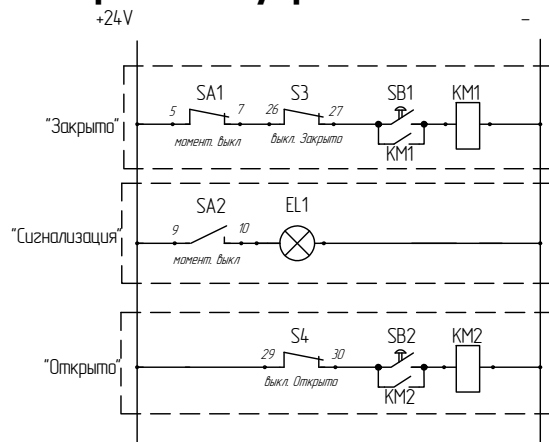 +24V –
SA1 S3 SB1 KM1
5 7 26 27
"Закрыто"
момент. выкл выкл. Закрыто KM1
SA2 EL1
9 10
"Сигнализация"
момент. выкл
S4 SB2 KM2
29 30
"Открыто"
выкл. Открыто KM2